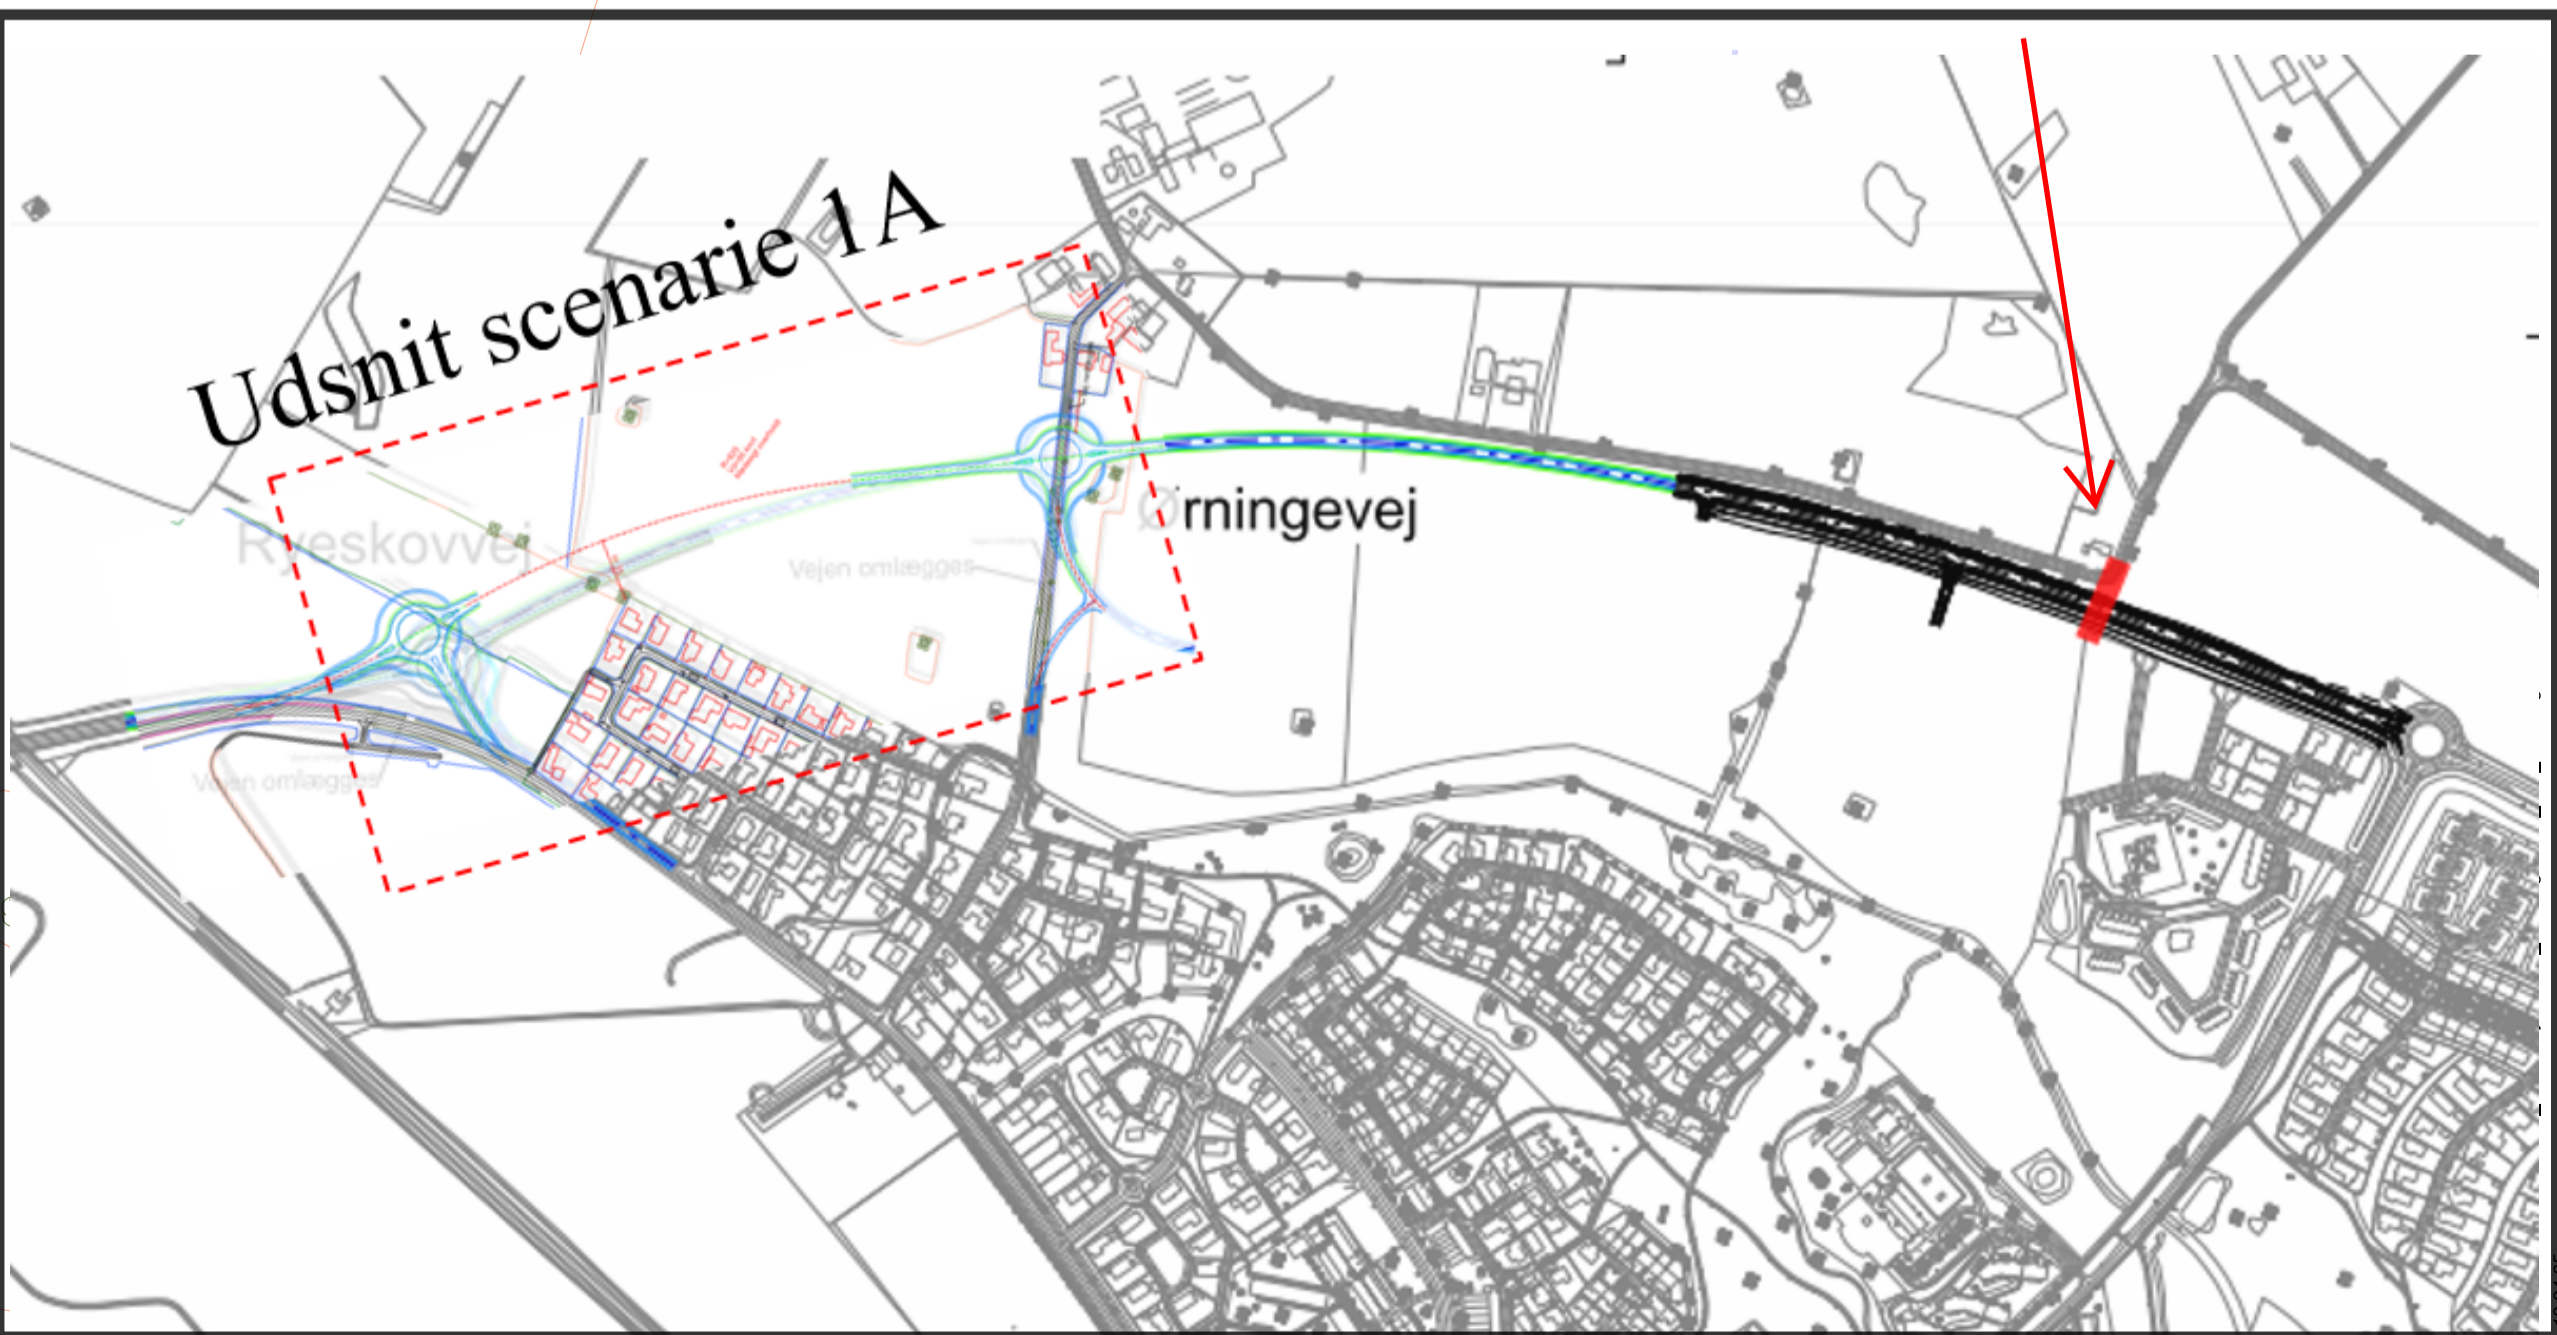 Udsnit scenarie 1A
Ryeskovvej
Ørningevej
Vejen omlægges
Vejen omlægges